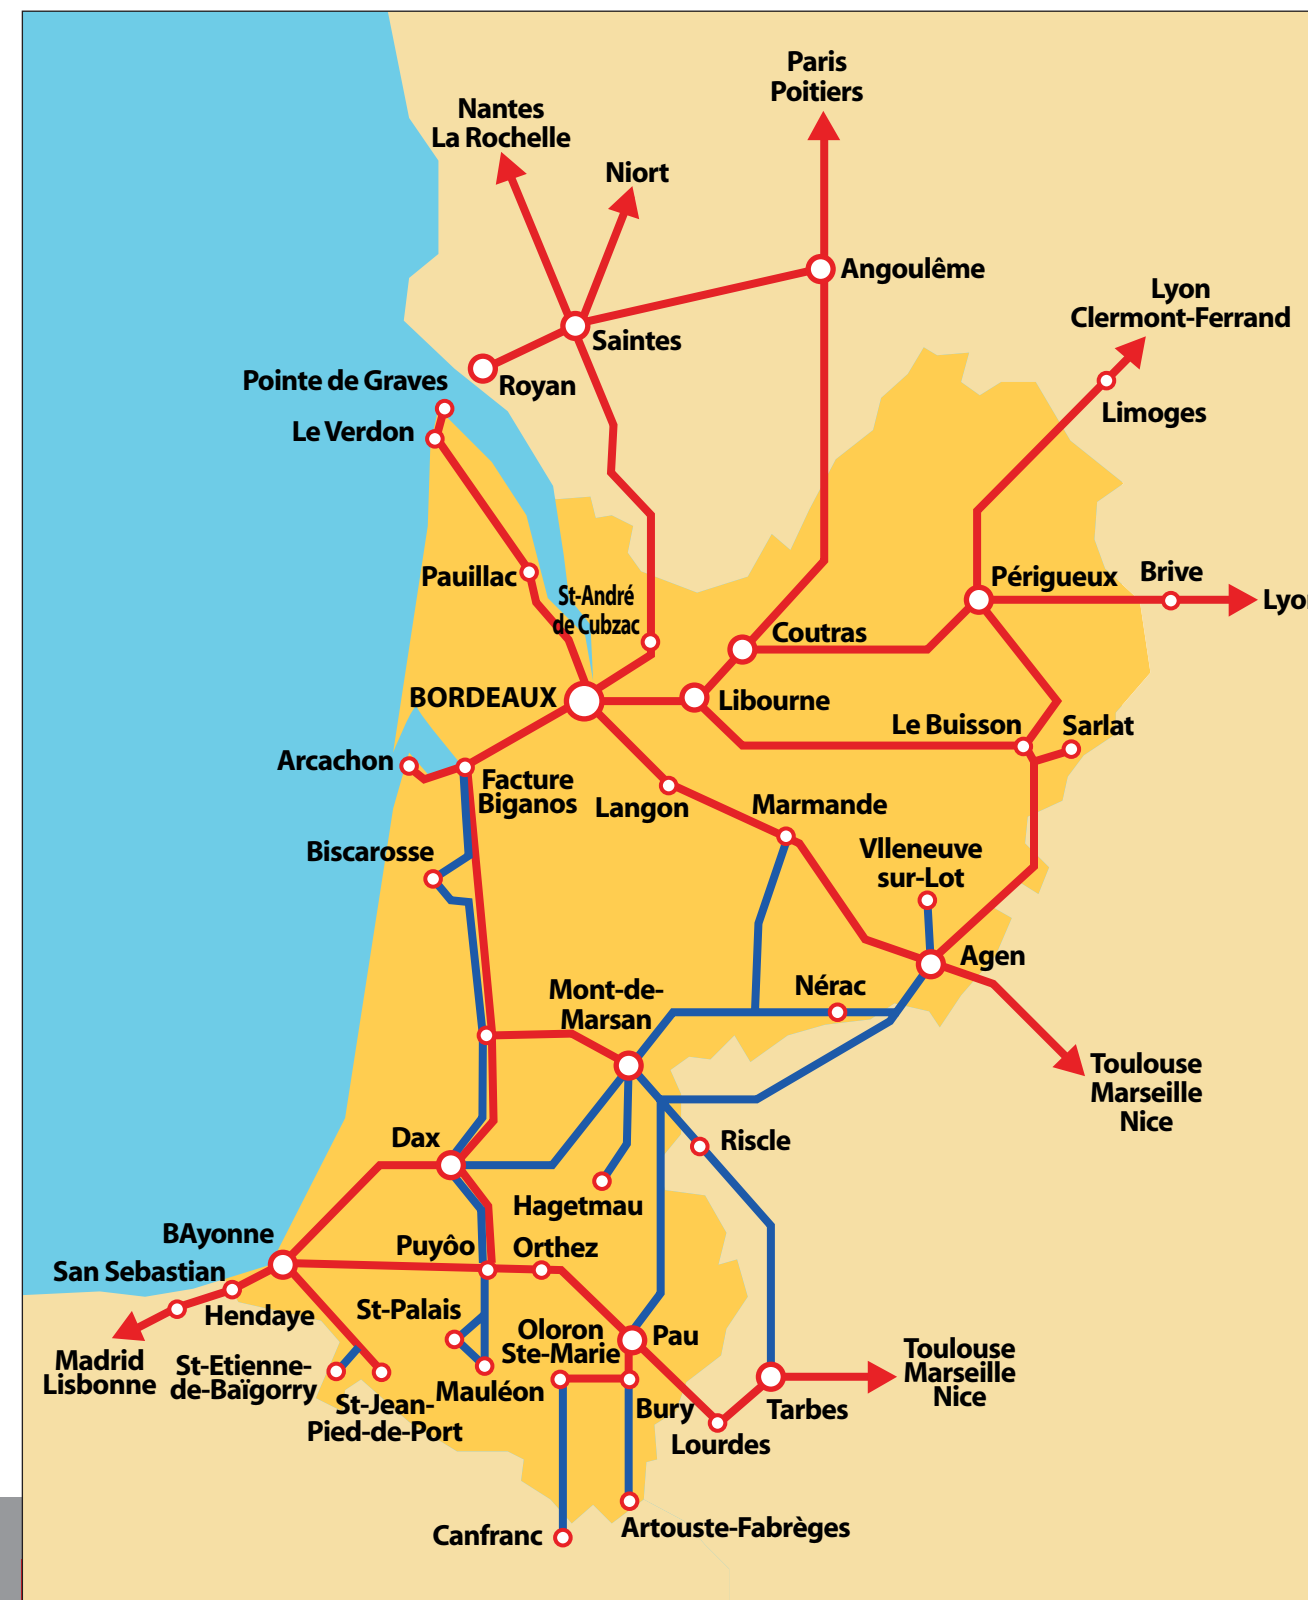 Paris
Poitiers
Nantes
La Rochelle
Niort
Angoulême
Lyon
Clermont-Ferrand
Saintes
Pointe de Graves
Royan
Limoges
Le Verdon
Pauillac
St-André
de Cubzac
Périgueux
Brive
Lyon
Coutras
BORDEAUX
Libourne
Le Buisson
Sarlat
Arcachon
Facture
Biganos
Langon
Marmande
Biscarosse
Vlleneuve
sur-Lot
Agen
Mont-de-
Marsan
Nérac
Toulouse
Marseille
Nice
Dax
Riscle
Hagetmau
BAyonne
Puyôo
Orthez
San Sebastian
Hendaye
St-Palais
Oloron
Ste-Marie
Pau
Madrid
Lisbonne
St-Etienne-
de-Baïgorry
Mauléon
Toulouse
Marseille
Nice
St-Jean-
Pied-de-Port
Bury
Tarbes
Lourdes
Canfranc
Artouste-Fabrèges